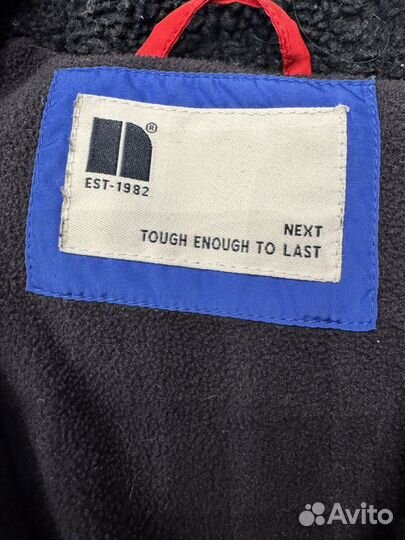 ®
EST-1982
NEXT
TOUGH ENOUGH TO LAST
Avito